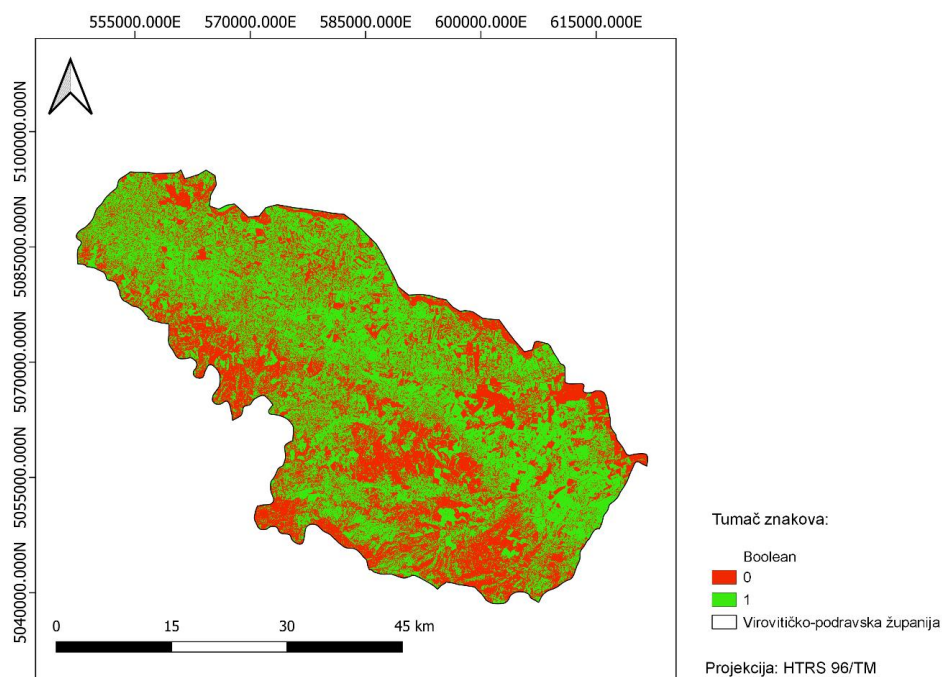 555000.000E
570000.000E
585000.000E
600000.000E
615000.000E
5100000.000N
5085000.000N
5070000.000N
5055000.000N
5040000.000N
0
15
30
45 km
Tumač znakova:
Boolean
0
1
Virovitičko-podravska županija
Projekcija: HTRS 96/TM